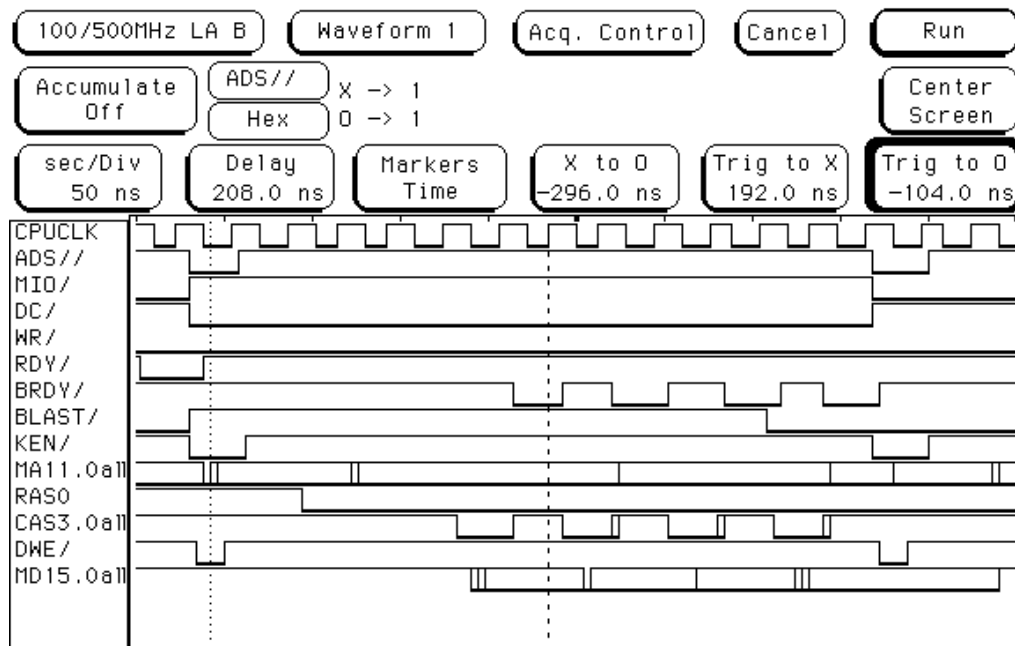 100/500MHz LA B Waveform 1 Acq. Control Cancel Run
Accumulate Off ADS// X -> 1 Center Screen
Hex O -> 1
sec/Div Delay Markers X to O Trig to X Trig to O
50 ns 208.0 ns Time -296.0 ns 192.0 ns -104.0 ns
CPUCLK
ADS//
MIO/
DC/
WR/
RDY/
BRDY/
BLAST/
KEN/
MA11.0all
RAS0
CAS3.0all
DWE/
MD15.0all